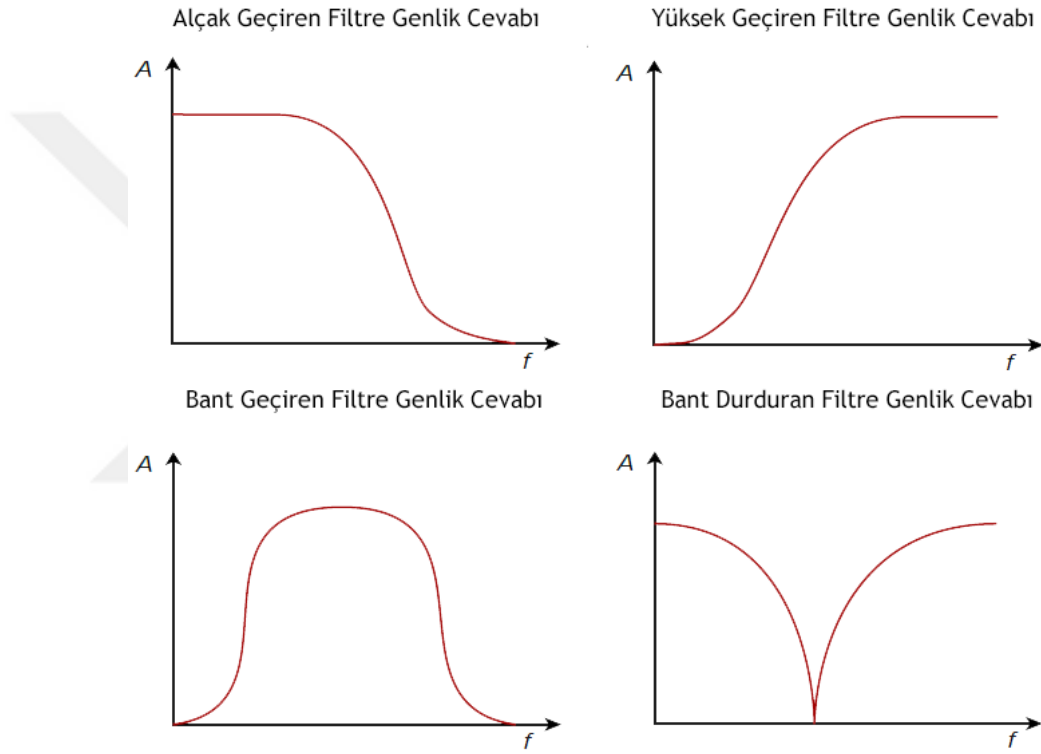 Alçak Geçiren Filtre Genlik Cevabı
Yüksek Geçiren Filtre Genlik Cevabı
A
A
f
f
Bant Geçiren Filtre Genlik Cevabı
Bant Durduran Filtre Genlik Cevabı
A
A
f
f